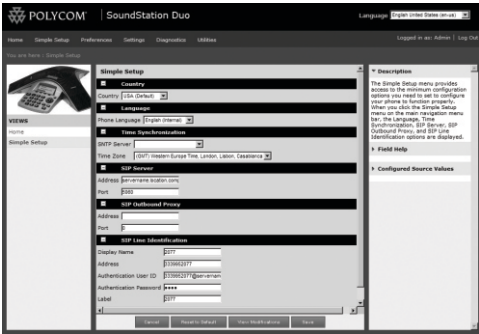 POLYCOM
SoundStation Duo
Language English United States (en-us)
Home Simple Setup Preferences Settings Diagnostics Utilities
Logged in as: Admin | Log Out
You are here: Simple Setup
VIEWS
Home
Simple Setup
Simple Setup
Country
Country USA (Default)
Language
Phone Language English (Internal)
Time Synchronization
SNTP Server
Time Zone (GMT) Western Europe Time, London, Lisbon, Casablanca
SIP Server
Address servername.location.com
Port 5060
SIP Outbound Proxy
Address
Port 0
SIP Line Identification
Display Name 2077
Address 3339952077
Authentication User ID 3339952077@servernam
Authentication Password ••••
Label 2077
Cancel Reset to Default View Modifications Save
Description
The Simple Setup menu provides
access to the minimum configuration
options you need to set to configure
your phone to function properly.
When you click the Simple Setup
menu on the main navigation menu
bar, the Language, Time
Synchronization, SIP Server, SIP
Outbound Proxy, and SIP Line
Identification options are displayed.
Field Help
Configured Source Values